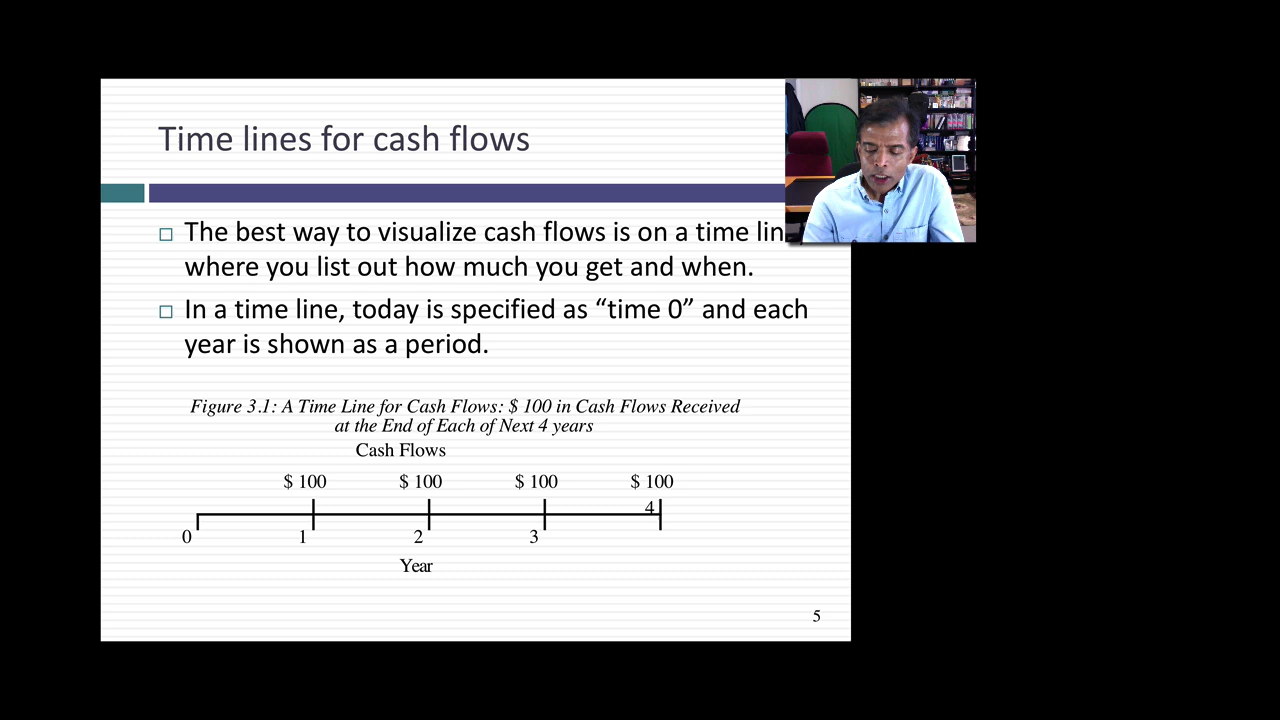 Time lines for cash flows
The best way to visualize cash flows is on a time
where you list out how much you get and when.
In a time line, today is specified as “time 0” and each
year is shown as a period.
Figure 3.1: A Time Line for Cash Flows: $ 100 in Cash Flows Received
at the End of Each of Next 4 years
Cash Flows
$ 100 $ 100 $ 100 $ 100
4
0 1 2 3
Year
5